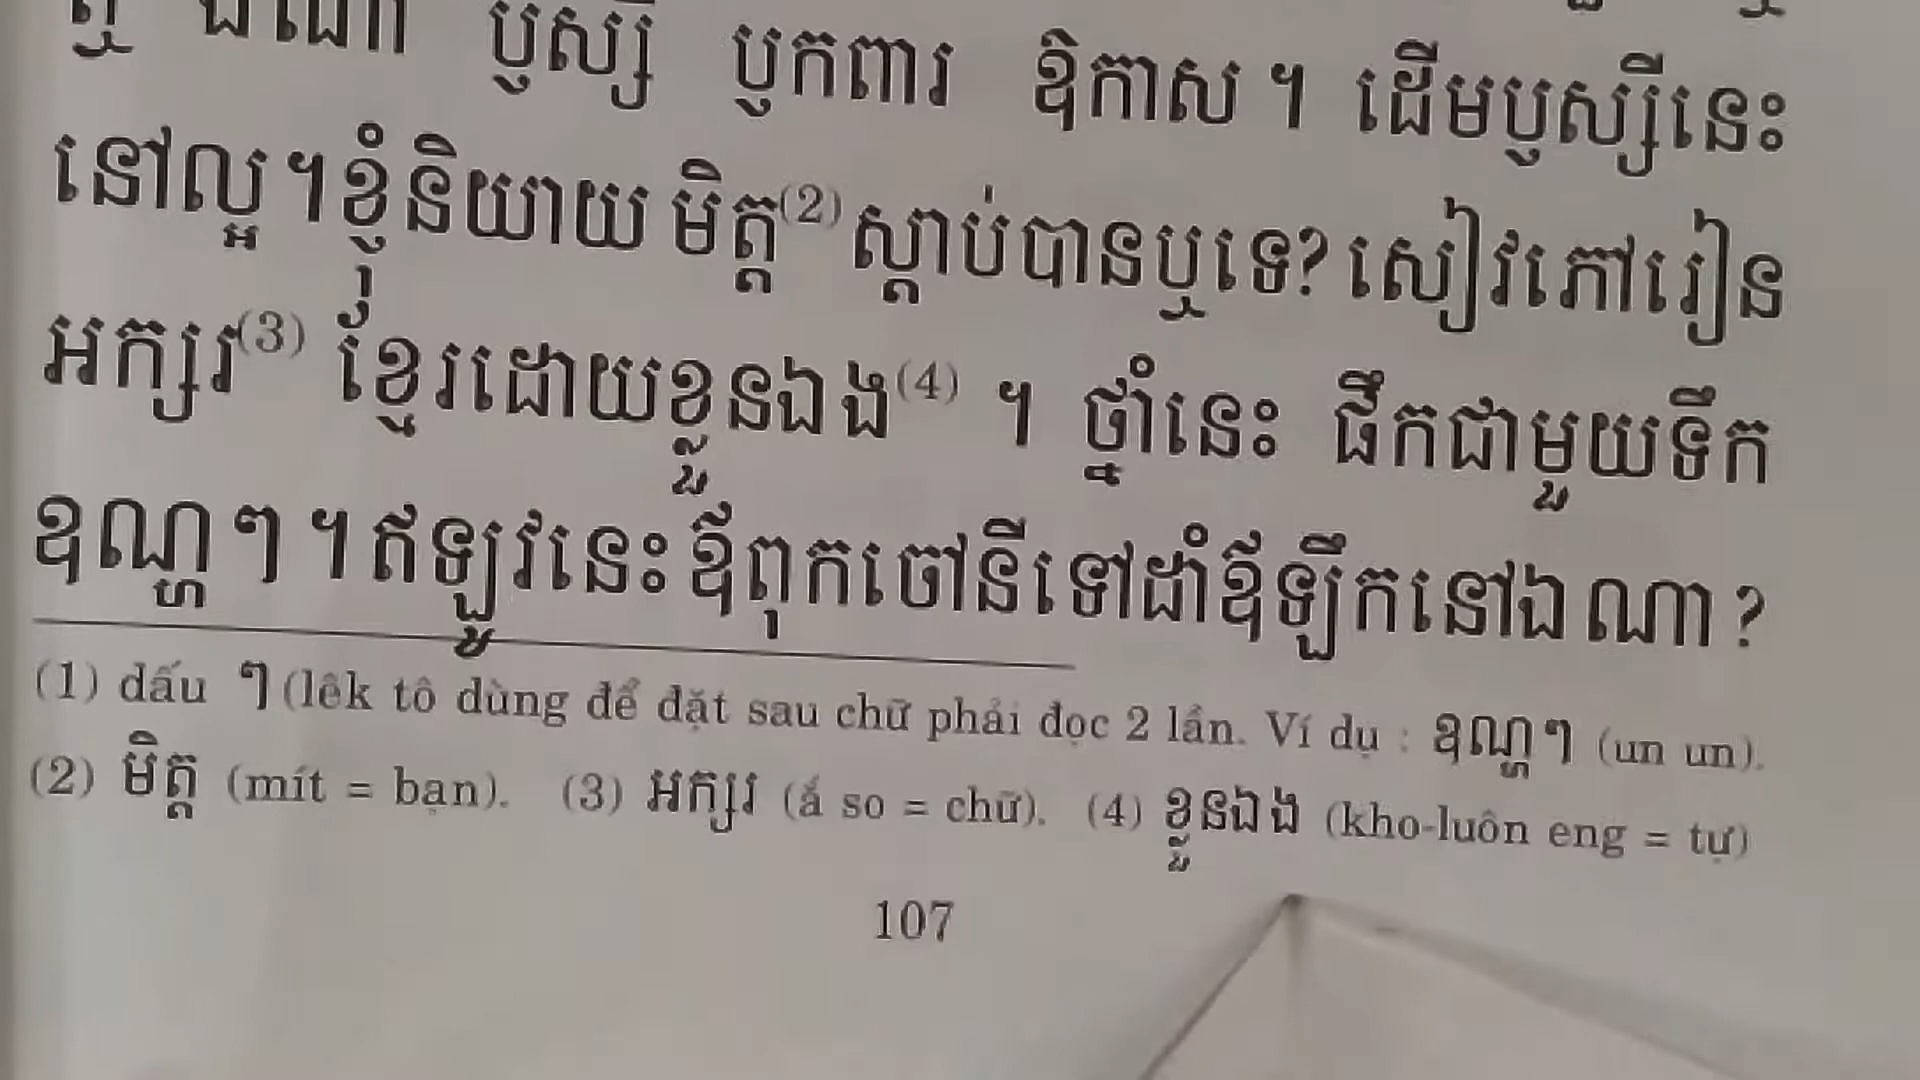 ឬ ឯណា ឫស្សី ឫកពារ ឱកាស ។ ដើមឫស្សីនេះ
នៅល្អ ។ ខ្ញុំនិយាយ មិត្ត(2) ស្ដាប់បានឬទេ? សៀវភៅរៀន
អក្សរ(3) ខ្មែរដោយខ្លួនឯង(4) ។ ថ្នាំនេះ ផឹកជាមួយទឹក
ឧណ្ហៗ ។ ឥឡូវនេះឪពុកចៅនីទៅដាំឪឡឹកនៅឯណា ?
(1) dấu ៗ (lêk tô dùng để đặt sau chữ phải đọc 2 lần. Ví dụ : ឧណ្ហៗ (un un).
(2) មិត្ត (mít = bạn). (3) អក្សរ (ắ so = chữ). (4) ខ្លួនឯង (kho-luôn eng = tự)
107